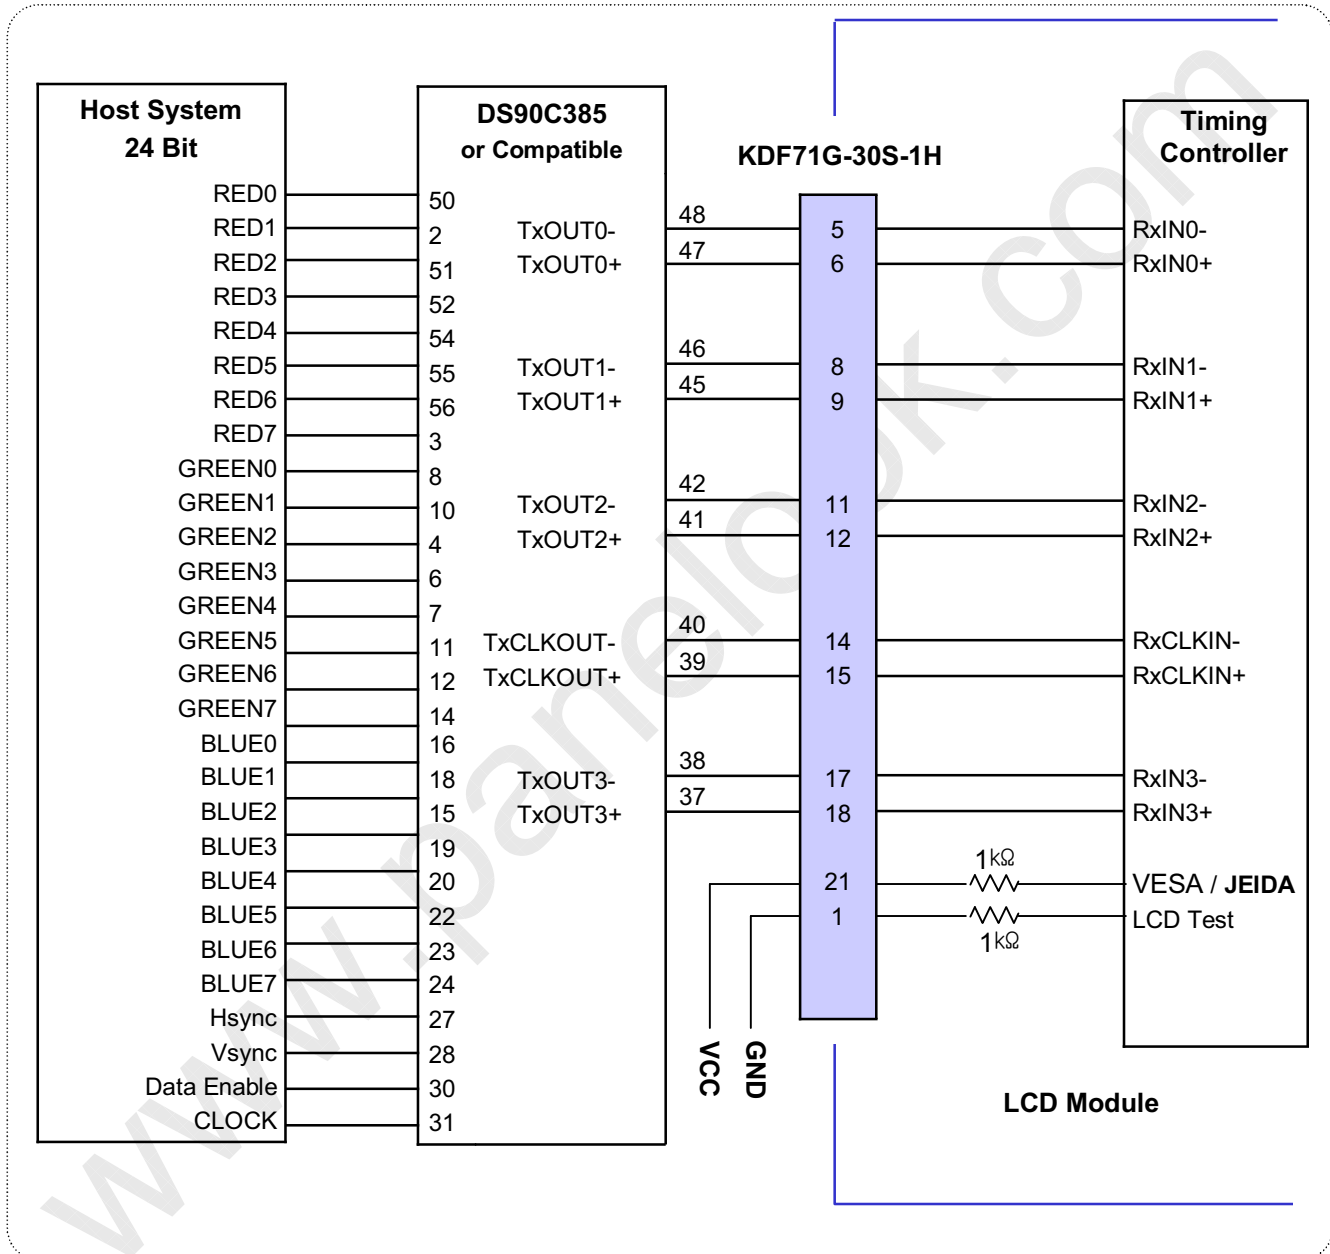 Host System
24 Bit
RED0
RED1
RED2
RED3
RED4
RED5
RED6
RED7
GREEN0
GREEN1
GREEN2
GREEN3
GREEN4
GREEN5
GREEN6
GREEN7
BLUE0
BLUE1
BLUE2
BLUE3
BLUE4
BLUE5
BLUE6
BLUE7
Hsync
Vsync
Data Enable
CLOCK
DS90C385
or Compatible
50
2
51
52
54
55
56
3
8
10
4
6
7
11
12
14
16
18
15
19
20
22
23
24
27
28
30
31
TxOUT0-
TxOUT0+
TxOUT1-
TxOUT1+
TxOUT2-
TxOUT2+
TxCLKOUT-
TxCLKOUT+
TxOUT3-
TxOUT3+
48
47
46
45
42
41
40
39
38
37
VCC
GND
KDF71G-30S-1H
5
6
8
9
11
12
14
15
17
18
21
1
1kΩ
1kΩ
Timing
Controller
RxIN0-
RxIN0+
RxIN1-
RxIN1+
RxIN2-
RxIN2+
RxCLKIN-
RxCLKIN+
RxIN3-
RxIN3+
VESA / JEIDA
LCD Test
LCD Module
www.panelook.com